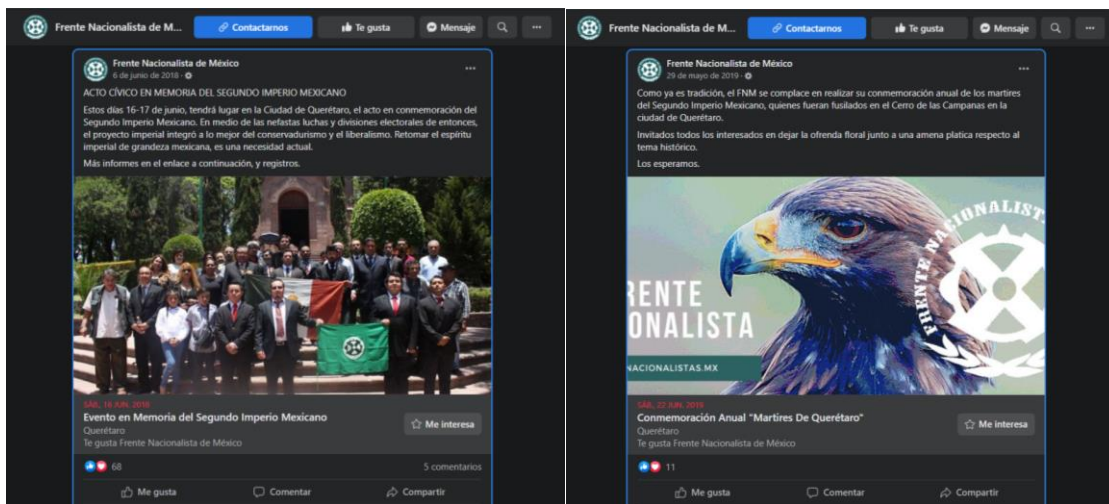 Frente Nacionalista de M...
Contactarnos
Te gusta
Mensaje
Frente Nacionalista de México
6 de junio de 2018
ACTO CÍVICO EN MEMORIA DEL SEGUNDO IMPERIO MEXICANO
Estos días 16-17 de junio, tendrá lugar en la Ciudad de Querétaro, el acto en conmemoración del
Segundo Imperio Mexicano. En medio de las nefastas luchas y divisiones electorales de entonces,
el proyecto imperial integró a lo mejor del conservadurismo y el liberalismo. Retomar el espíritu
imperial de grandeza mexicana, es una necesidad actual.
Más informes en el enlace a continuación, y registros.
SÁB, 16 JUN. 2018
Evento en Memoria del Segundo Imperio Mexicano
Querétaro
Te gusta Frente Nacionalista de México
Me interesa
68
5 comentarios
Me gusta
Comentar
Compartir
Frente Nacionalista de M...
Contactarnos
Te gusta
Mensaje
Frente Nacionalista de México
29 de mayo de 2019
Como ya es tradición, el FNM se complace en realizar su conmemoración anual de los martires
del Segundo Imperio Mexicano, quienes fueran fusilados en el Cerro de las Campanas en la
ciudad de Querétaro.
Invitados todos los interesados en dejar la ofrenda floral junto a una amena platica respecto al
tema histórico.
Los esperamos.
RENTE
ONALISTA
NACIONALISTAS.MX
FRENTE NACIONALIST
SÁB, 22 JUN. 2019
Conmemoración Anual "Martires De Querétaro"
Querétaro
Te gusta Frente Nacionalista de México
Me interesa
11
Me gusta
Comentar
Compartir